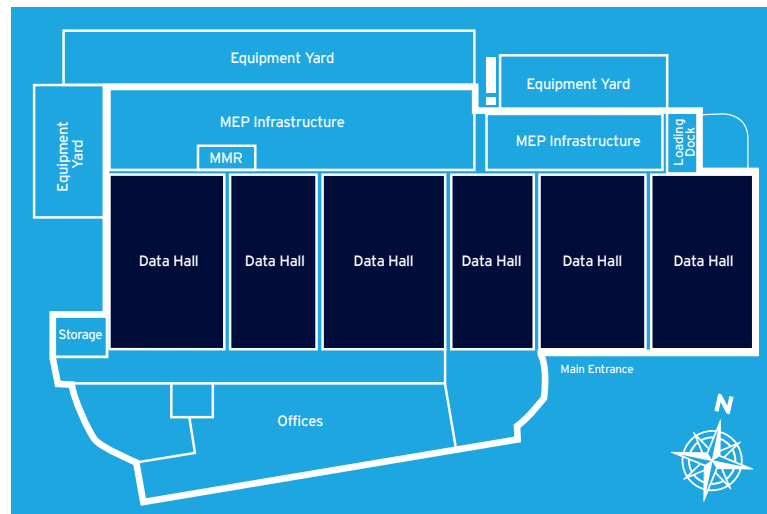 Equipment Yard
Equipment Yard
MEP Infrastructure
MEP Infrastructure
Loading
Dock
Equipment
Yard
MMR
Data Hall
Data Hall
Data Hall
Data Hall
Data Hall
Data Hall
Storage
Main Entrance
Offices
N